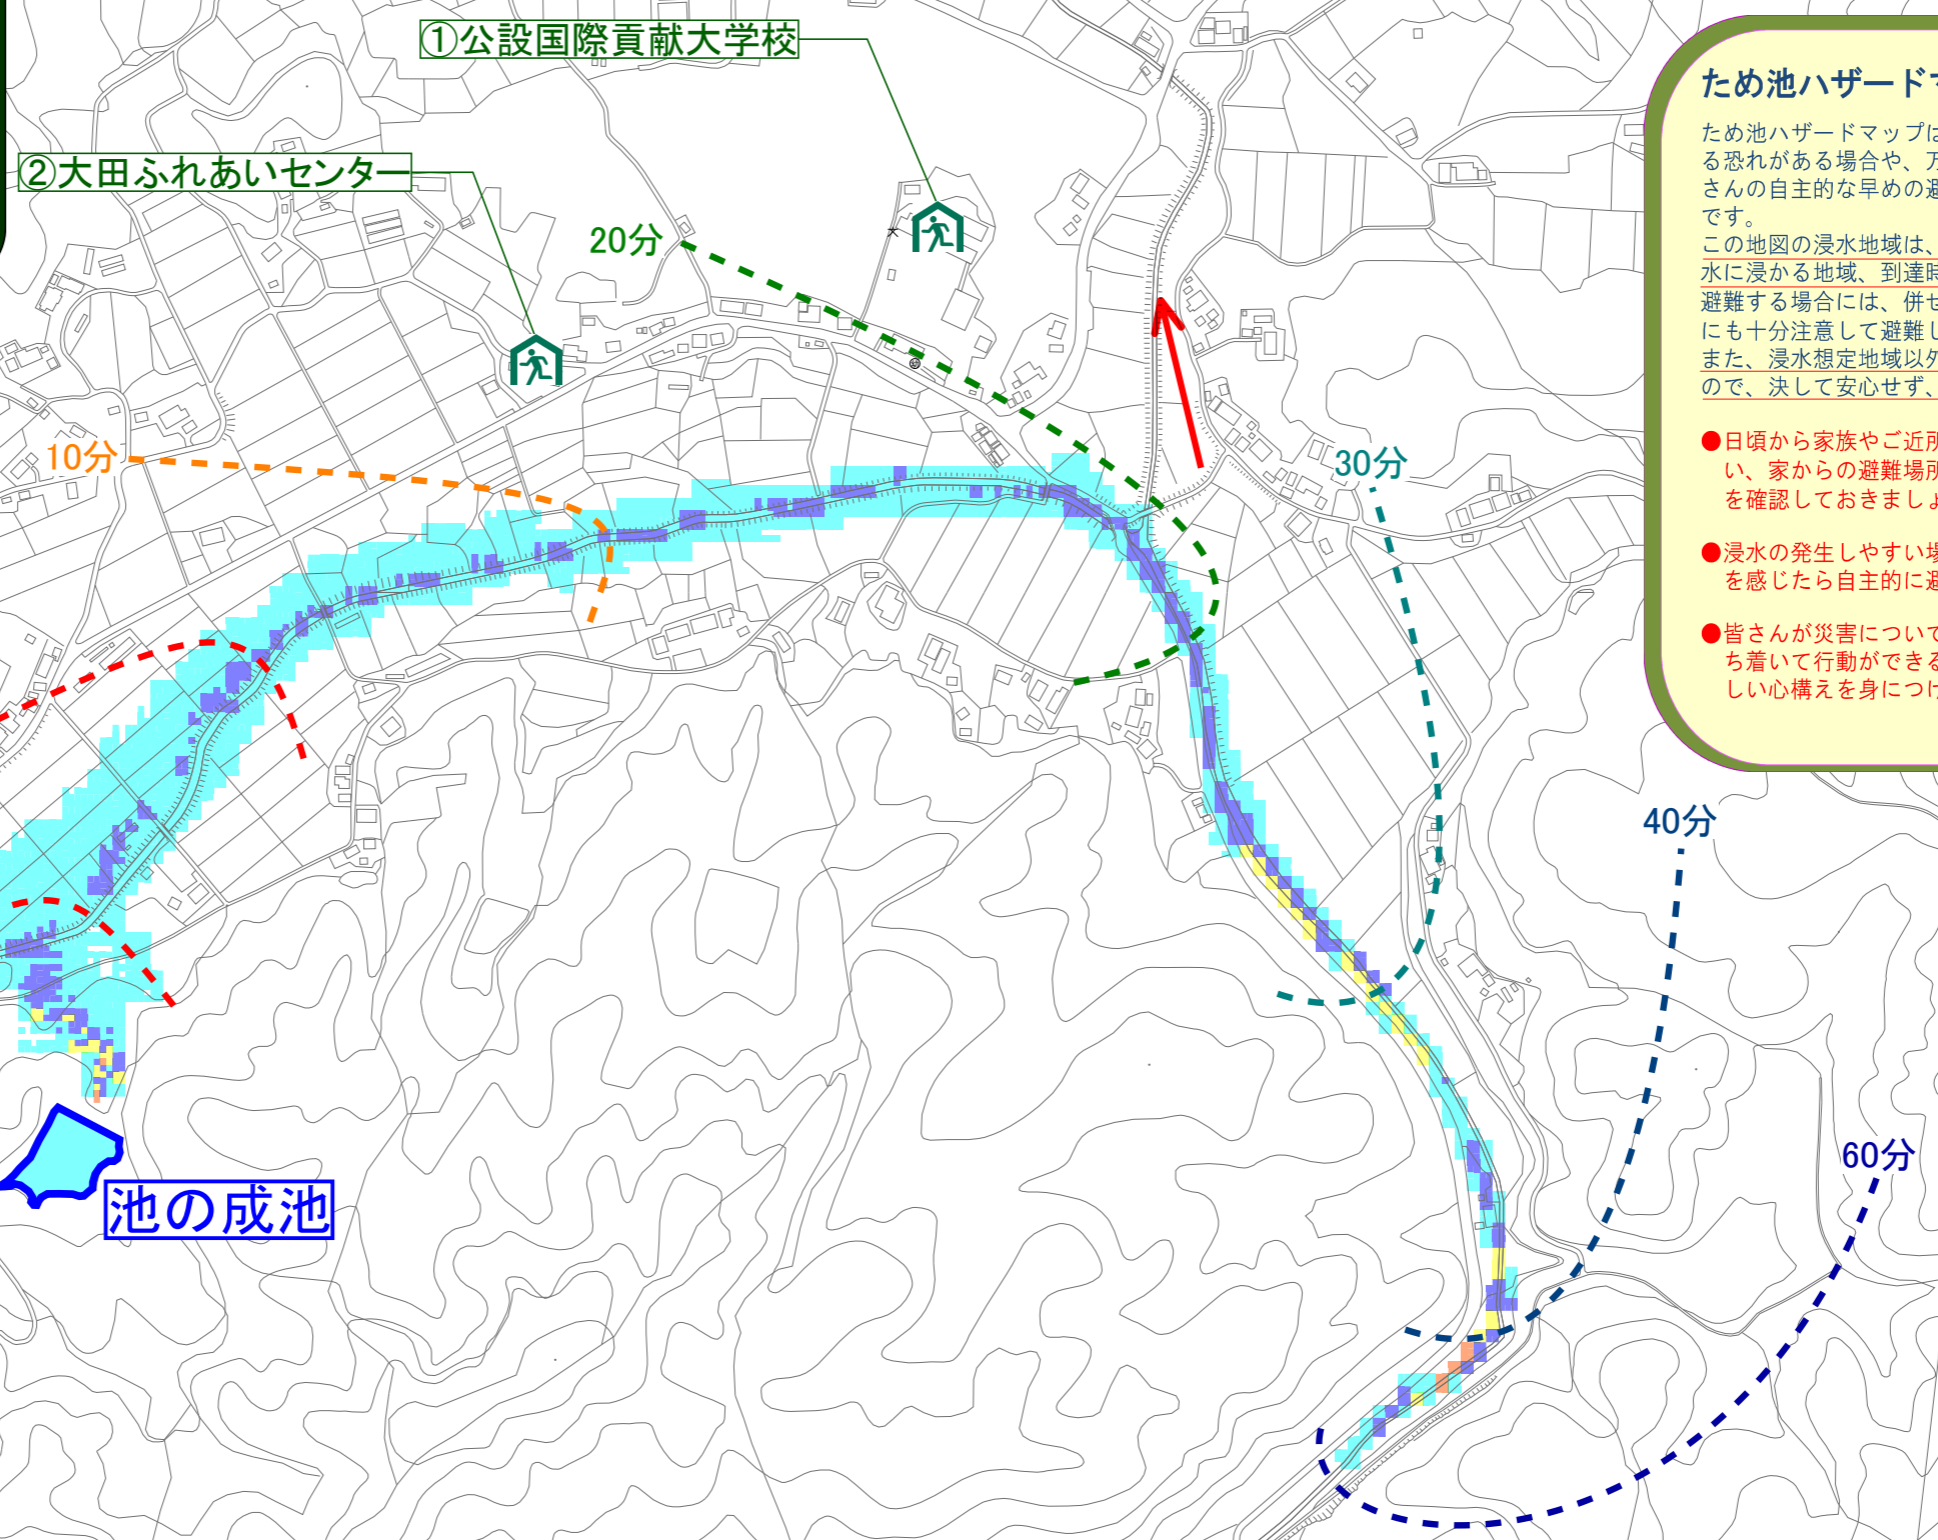 ①公設国際貢献大学校
②大田ふれあいセンター
20分
10分
30分
40分
60分
池の成池
ため池ハザード
ため池ハザードマップは
る恐れがある場合や、万
さんの自主的な早めの避
です。
この地図の浸水地域は、
水に浸かる地域、到達時
避難する場合には、併せ
にも十分注意して避難し
また、浸水想定地域以外
ので、決して安心せず、
●日頃から家族やご近所
い、家からの避難場所
を確認しておきましょ
●浸水の発生しやすい場
を感じたら自主的に避
●皆さんが災害について
ち着いて行動ができる
しい心構えを身につけ